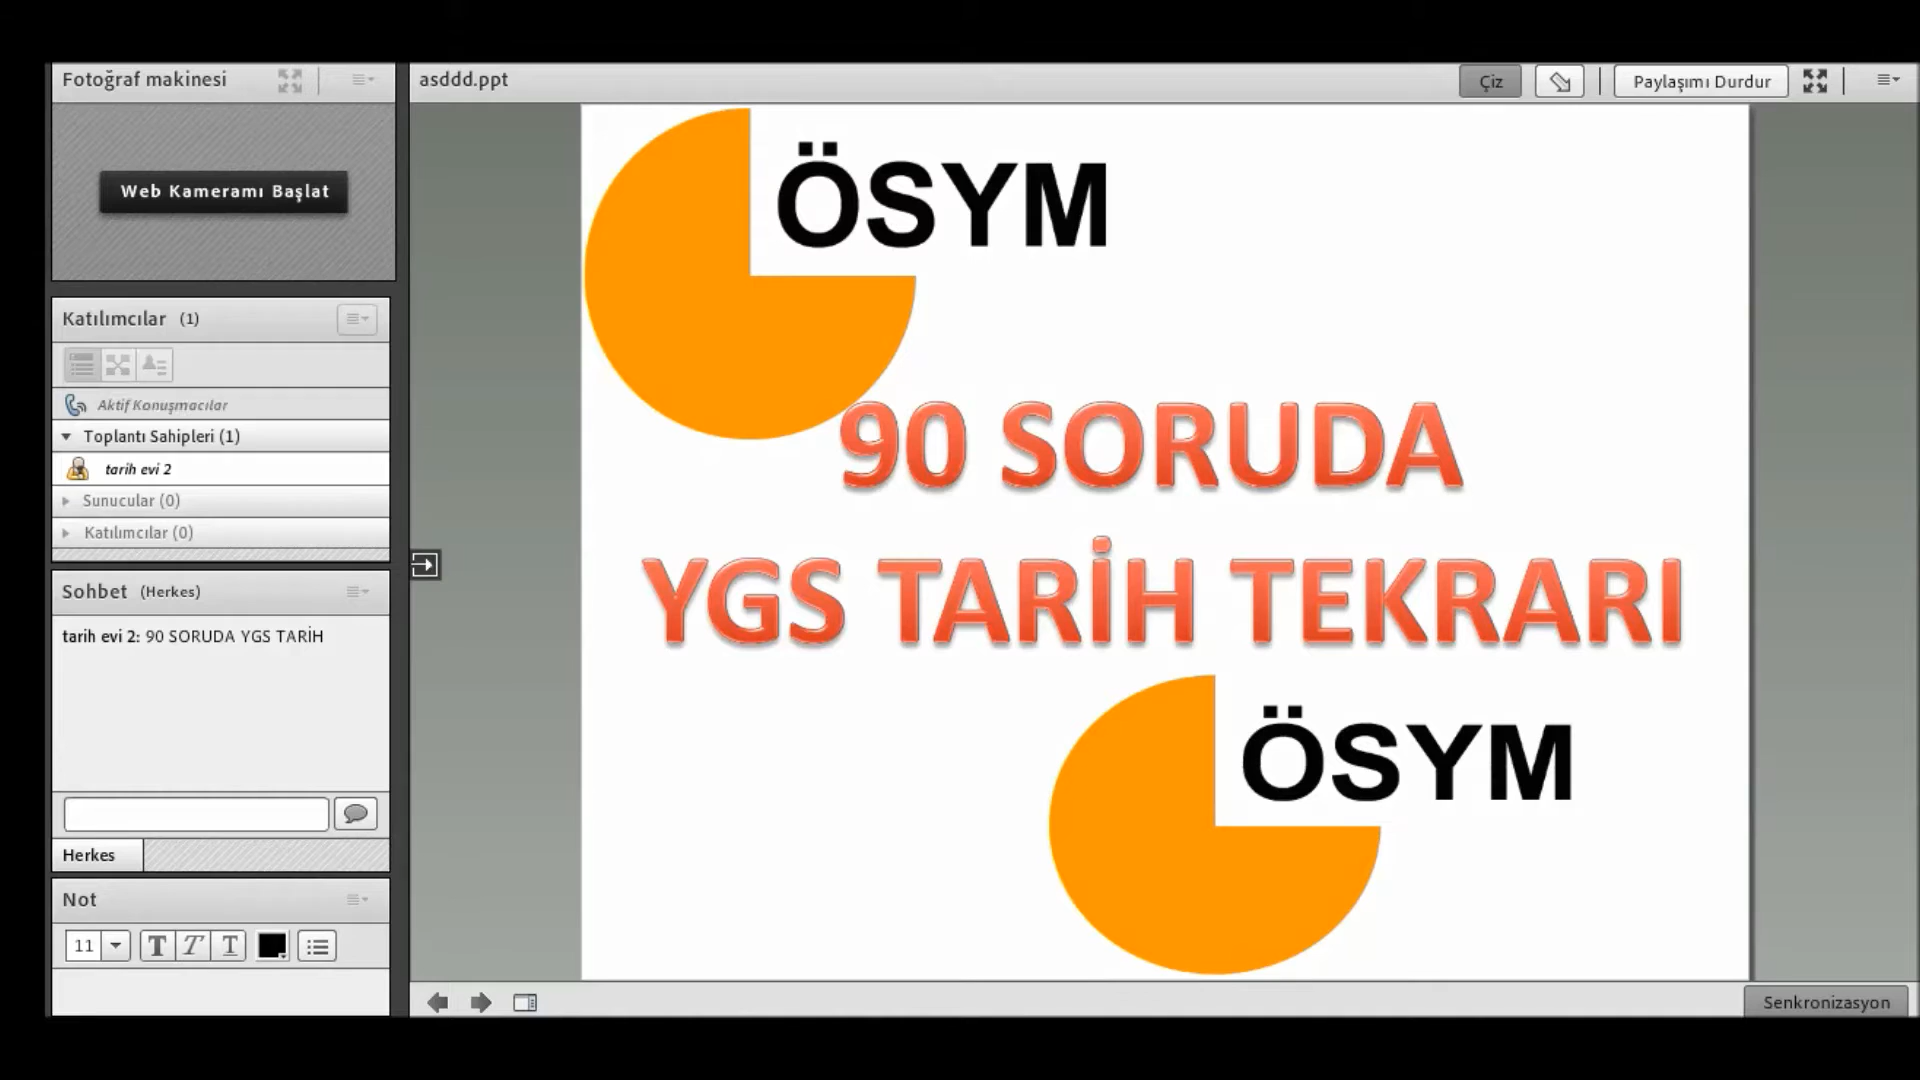 Fotoğraf makinesi
Web Kameramı Başlat
Katılımcılar (1)
Aktif Konuşmacılar
Toplantı Sahipleri (1)
tarih evi 2
Sunucular (0)
Katılımcılar (0)
Sohbet (Herkes)
tarih evi 2: 90 SORUDA YGS TARİH
Herkes
Not
11 T T T
asddd.ppt
Çiz
Paylaşımı Durdur
ÖSYM
90 SORUDA
YGS TARİH TEKRARI
ÖSYM
Senkronizasyon